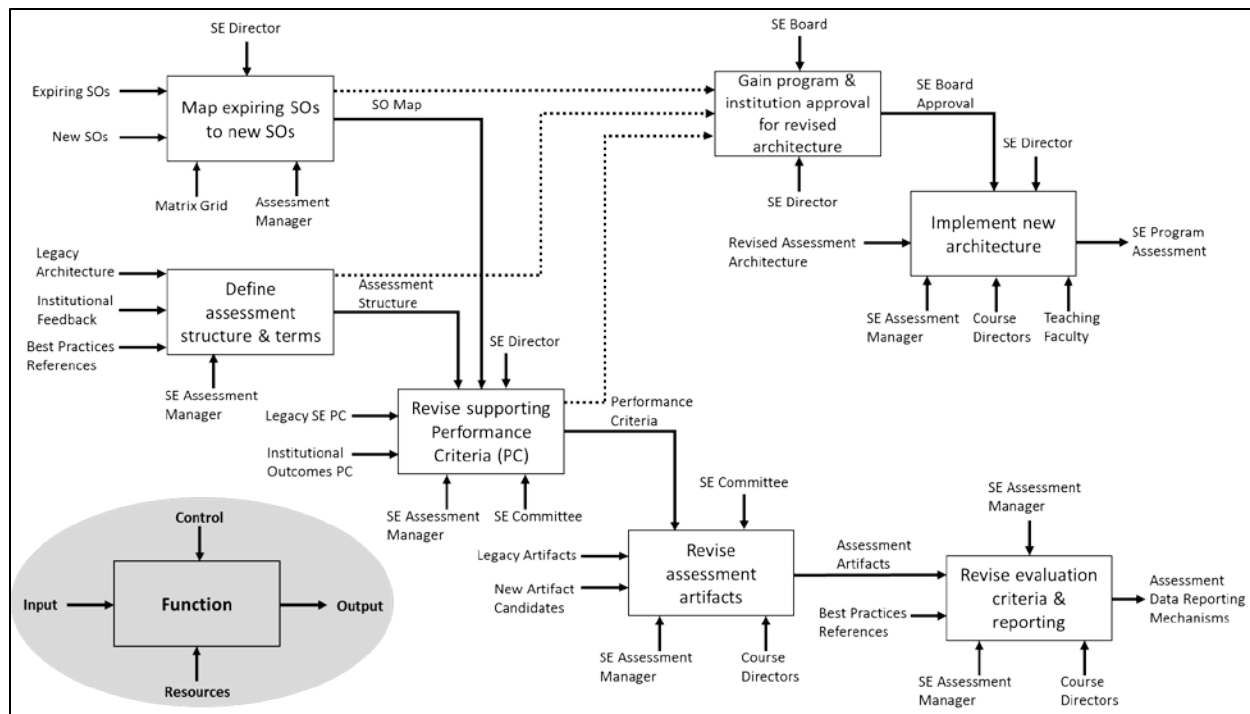 SE Director
Expiring SOs
New SOs
Map expiring SOs
to new SOs
SO Map
Matrix Grid
Assessment
Manager
SE Board
Gain program &
institution approval
for revised
architecture
SE Board
Approval
SE Director
SE Director
Revised Assessment
Architecture
Implement new
architecture
SE Program
Assessment
SE Assessment
Manager
Course
Directors
Teaching
Faculty
Legacy
Architecture
Institutional
Feedback
Best Practices
References
Define
assessment
structure & terms
Assessment
Structure
SE Assessment
Manager
SE Director
Legacy SE PC
Institutional
Outcomes PC
Revise supporting
Performance
Criteria (PC)
Performance
Criteria
SE Assessment
Manager
SE Committee
SE Committee
Legacy Artifacts
New Artifact
Candidates
Revise
assessment
artifacts
Assessment
Artifacts
SE Assessment
Manager
Course
Directors
SE Assessment
Manager
Best Practices
References
Revise evaluation
criteria &
reporting
Assessment
Data Reporting
Mechanisms
SE Assessment
Manager
Course
Directors
Control
Input
Function
Output
Resources